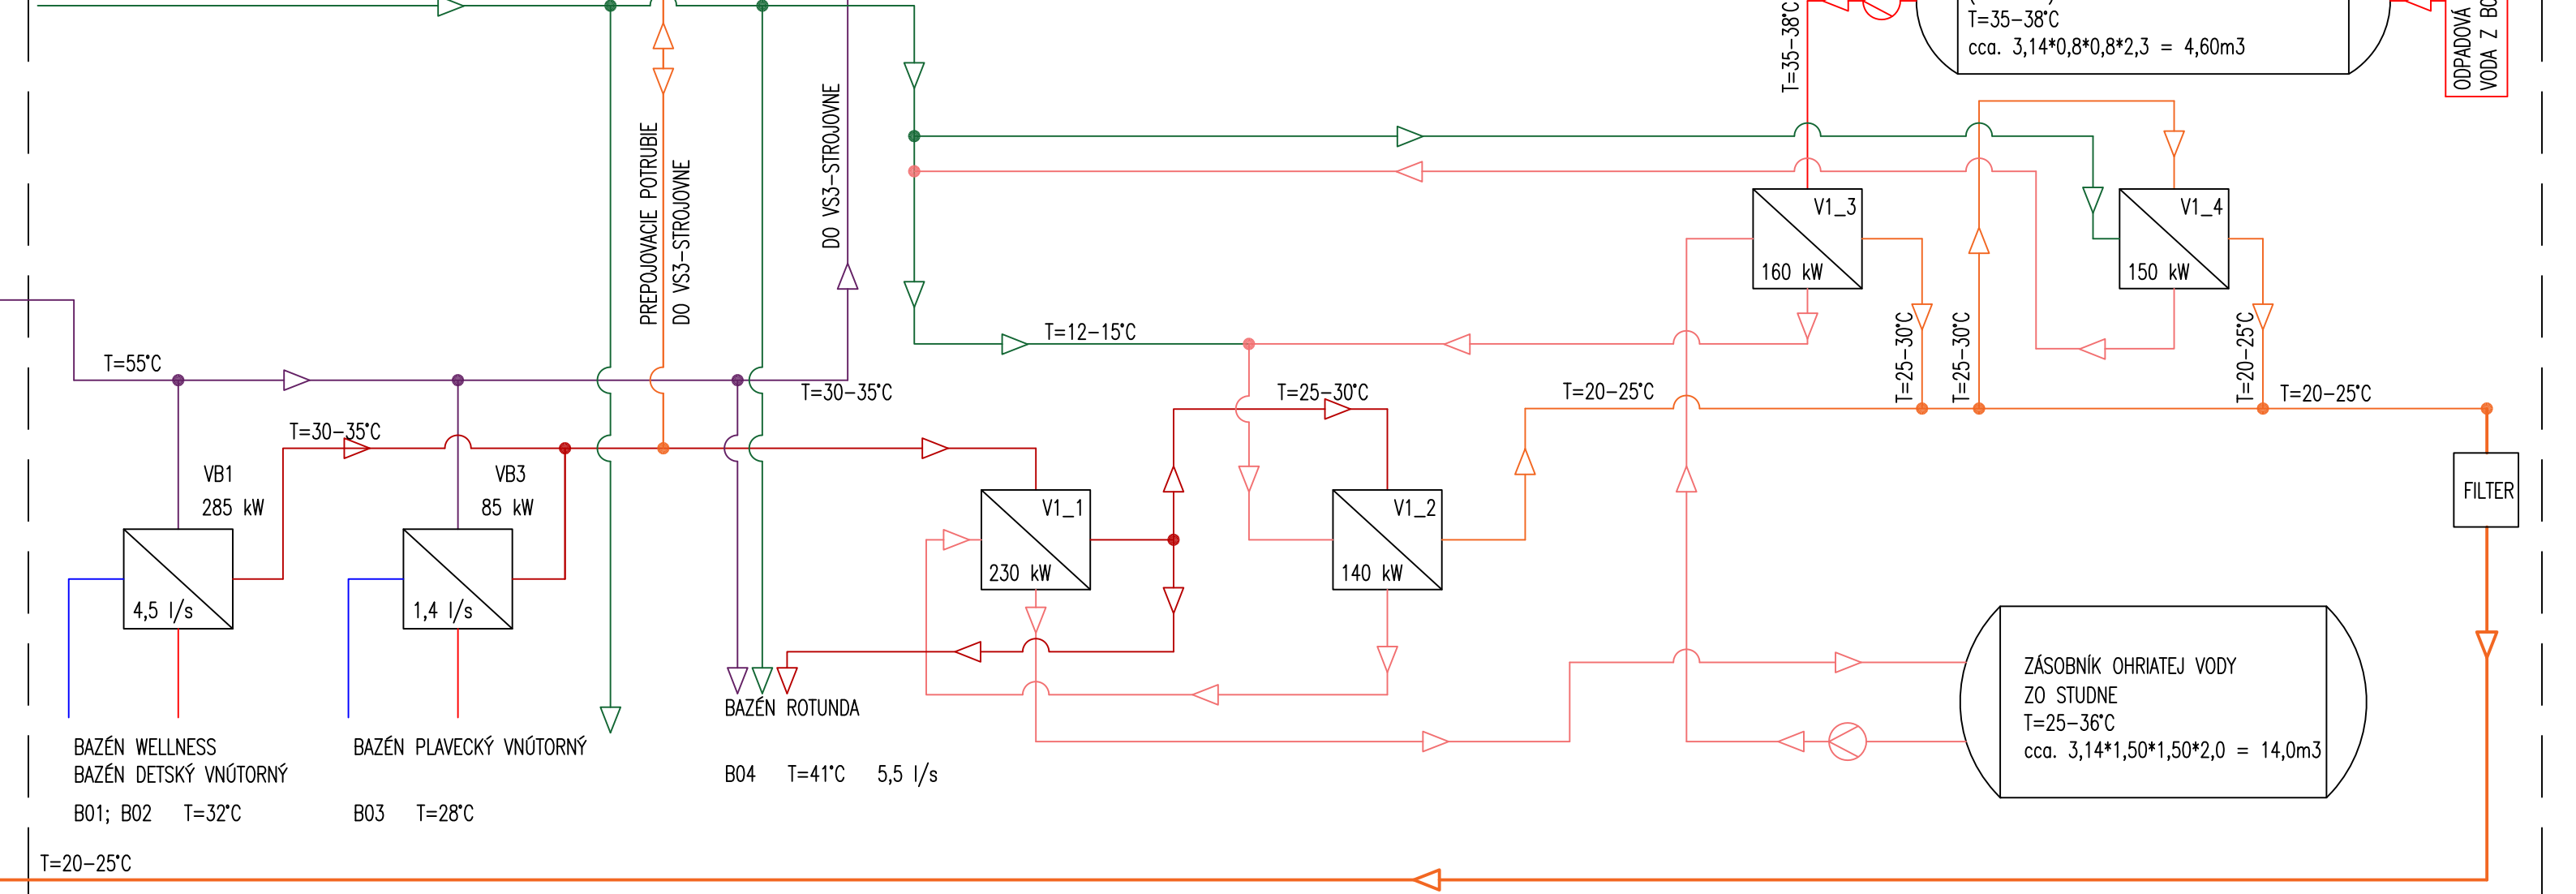 T=35-38°C
T=35-38°C
cca. 3,14*0,8*0,8*2,3 = 4,60m3
ODPADOVÁ
VODA Z
PREPOJOVACIE POTRUBIE
DO VS3-STROJOVNE
DO VS3-STROJOVNE
V1_3
160 kW
V1_4
150 kW
T=12-15°C
T=55°C
T=30-35°C
T=25-30°C
T=20-25°C
T=25-30°C
T=25-30°C
T=20-25°C
T=20-25°C
T=30-35°C
VB1
285 kW
4,5 l/s
VB3
85 kW
1,4 l/s
V1_1
230 kW
V1_2
140 kW
FILTER
BAZÉN ROTUNDA
B04 T=41°C 5,5 l/s
BAZÉN WELLNESS
BAZÉN DETSKÝ VNÚTORNÝ
B01; B02 T=32°C
BAZÉN PLAVECKÝ VNÚTORNÝ
B03 T=28°C
ZÁSOBNÍK OHRIATEJ VODY
ZO STUDNE
T=25-36°C
cca. 3,14*1,50*1,50*2,0 = 14,0m3
T=20-25°C